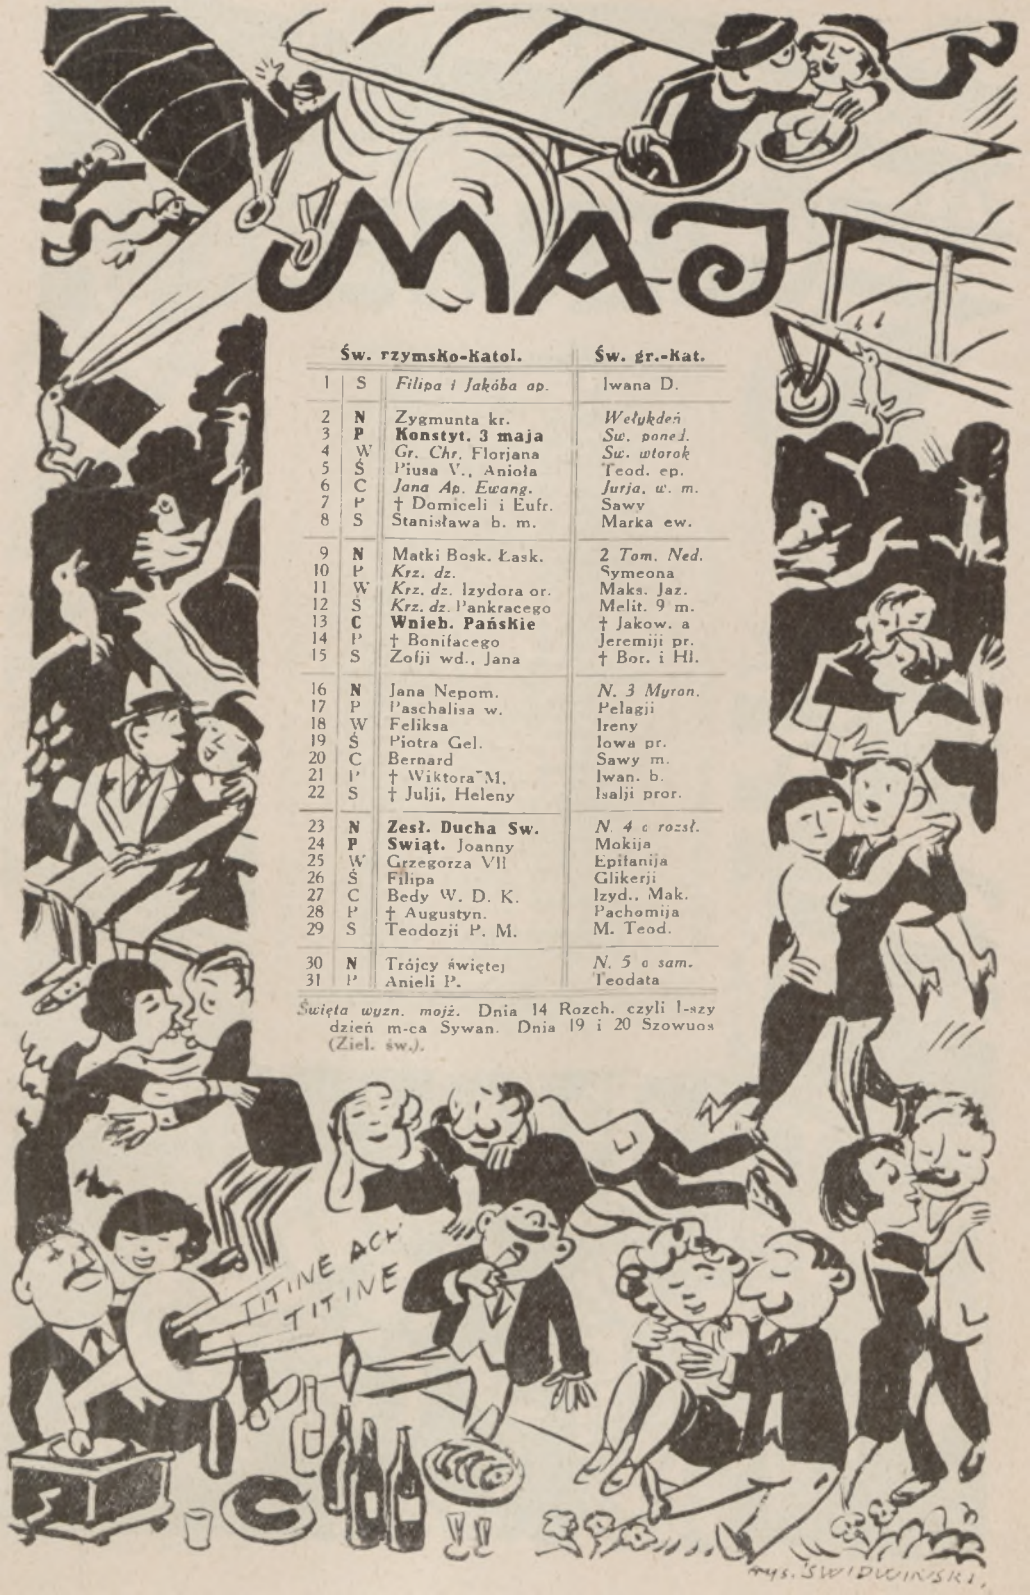 MAJ
Św. rzymsko-katol. Św. gr.-kat.
1 S Filipa i Jakóba ap. Iwana D.
2 N Zygmunta kr. Wełykdeń
3 P Konstyt. 3 maja Św. poned.
4 W Gr. Chr. Florjana Św. wtorok
5 Ś Piusa V., Anioła Teod. ep.
6 C Jana Ap. Ewang. Jurja, w. m.
7 P † Domiceli i Eufr. Sawy
8 S Stanisława b. m. Marka ew.
9 N Matki Bosk. Łask. 2 Tom. Ned.
10 P Krz. dz. Symeona
11 W Krz. dz. Izydora or. Maks. Jaz.
12 Ś Krz. dz. Pankracego Melit. 9 m.
13 C Wnieb. Pańskie † Jakow. a
14 P † Bonifacego Jeremiji pr.
15 S Zofji wd., Jana † Bor. i Hl.
16 N Jana Nepom. N. 3 Myron.
17 P Paschalisa w. Pelagji
18 W Feliksa Ireny
19 Ś Piotra Gel. Iowa pr.
20 C Bernard Sawy m.
21 P † Wiktora M. Iwan. b.
22 S † Julji, Heleny Isalji pror.
23 N Zesł. Ducha Św. N. 4 o rozsł.
24 P Świąt. Joanny Mokija
25 W Grzegorza VII Epifanija
26 Ś Filipa Glikerji
27 C Bedy W. D. K. Izyd., Mak.
28 P † Augustyn. Pachomija
29 S Teodozji P. M. M. Teod.
30 N Trójcy świętej N. 5 o sam.
31 P Anieli P. Teodata
Święta wyzn. mojż. Dnia 14 Rozch. czyli 1-szy
dzień m-ca Sywan. Dnia 19 i 20 Szowuos
(Ziel. św.).
TITINE ACH
TITINE
rys. ŚWIDWIŃSKI.